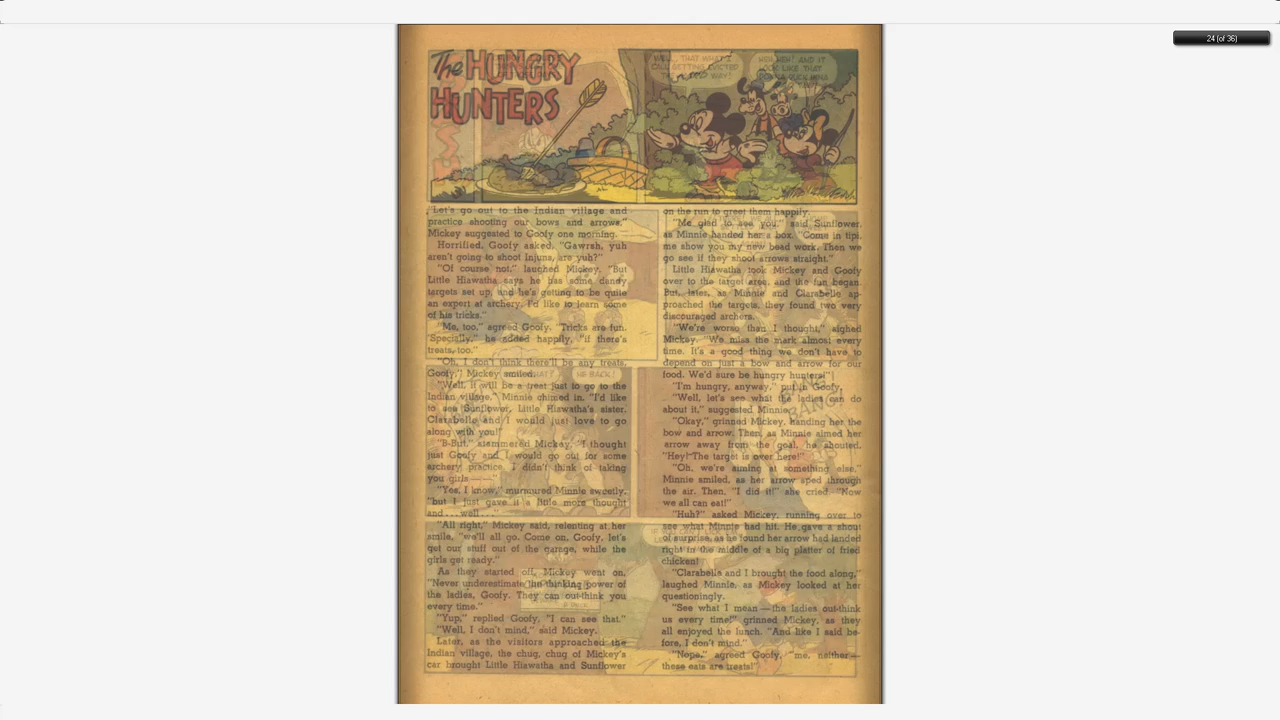 24 (of 36)
The HUNGRY
HUNTERS
"Let's go out to the Indian village and
practice shooting our bows and arrows,"
Mickey suggested to Goofy one morning.
Horrified, Goofy asked, "Gawrsh, yuh
aren't going to shoot Injuns, are yuh?"
"Of course not," laughed Mickey. "But
Little Hiawatha says he has some dandy
targets set up, and he's getting to be quite
an expert at archery. I'd like to learn some
of his tricks."
"Me, too," agreed Goofy. "Tricks are fun.
'Specially," he added happily, "if there's
treats, too."
"Oh, I don't think there'll be any treats,
Goofy," Mickey smiled.
"Well, it will be a treat just to go to the
Indian village," Minnie chimed in. "I'd like
to see Sunflower, Little Hiawatha's sister.
Clarabelle and I would just love to go
along with you!"
"B-But," stammered Mickey, "I thought
just Goofy and I would go out for some
archery practice. I didn't think of taking
you girls——"
"Yes, I know," murmured Minnie sweetly,
"but I just gave it a little more thought
and...well..."
"All right," Mickey said, relenting at her
smile, "we'll all go. Come on, Goofy, let's
get our stuff out of the garage, while the
girls get ready."
As they started off, Mickey went on,
"Never underestimate the thinking power of
the ladies, Goofy. They can out-think you
every time."
"Yup," replied Goofy, "I can see that."
"Well, I don't mind," said Mickey.
Later, as the visitors approached the
Indian village, the chug, chug of Mickey's
car brought Little Hiawatha and Sunflower
on the run to greet them happily.
"Me glad to see you," said Sunflower,
as Minnie handed her a box. "Come in tipi,
me show you my new bead work. Then we
go see if they shoot arrows straight."
Little Hiawatha took Mickey and Goofy
over to the target area, and the fun began.
But, later, as Minnie and Clarabelle ap-
proached the targets, they found two very
discouraged archers.
"We're worse than I thought," sighed
Mickey. "We miss the mark almost every
time. It's a good thing we don't have to
depend on just a bow and arrow for our
food. We'd sure be hungry hunters!"
"I'm hungry, anyway," put in Goofy.
"Well, let's see what the ladies can do
about it," suggested Minnie.
"Okay," grinned Mickey, handing her the
bow and arrow. Then, as Minnie aimed her
arrow away from the goal, he shouted,
"Hey! The target is over here!"
"Oh, we're aiming at something else,"
Minnie smiled, as her arrow sped through
the air. Then, "I did it!" she cried "Now
we all can eat!"
"Huh?" asked Mickey, running over to
see what Minnie had hit. He gave a shout
of surprise, as he found her arrow had landed
right in the middle of a big platter of fried
chicken!
"Clarabelle and I brought the food along,"
laughed Minnie, as Mickey looked at her
questioningly.
"See what I mean—the ladies out-think
us every time!" grinned Mickey, as they
all enjoyed the lunch. "And like I said be-
fore, I don't mind."
"Nope," agreed Goofy, "me, neither—
these eats are treats!"